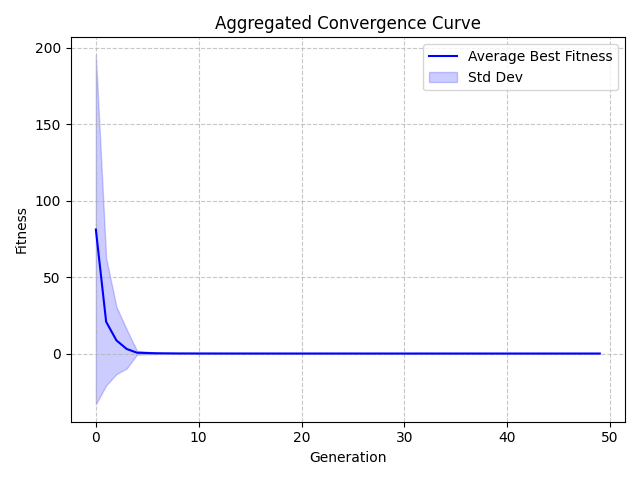 Aggregated Convergence Curve
Average Best Fitness
Std Dev
Fitness
200
150
100
50
0
0 10 20 30 40 50
Generation